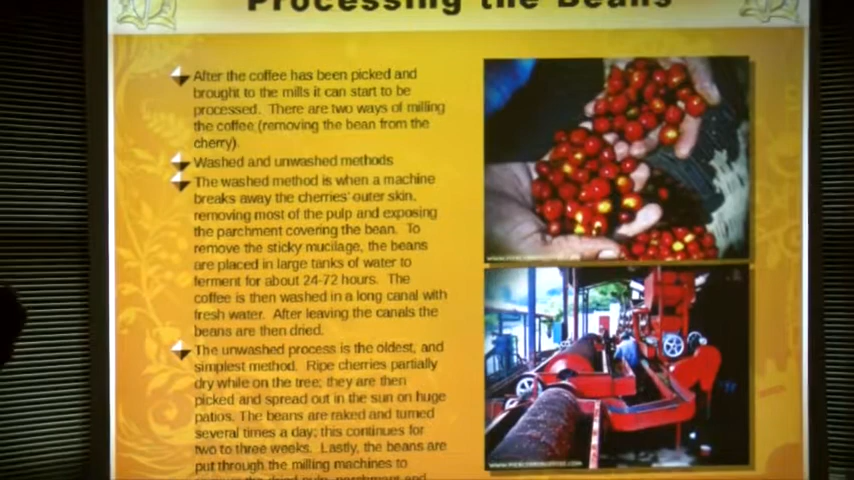 Processing the Beans
After the coffee has been picked and
brought to the mills it can start to be
processed. There are two ways of milling
the coffee (removing the bean from the
cherry).
Washed and unwashed methods
The washed method is when a machine
breaks away the cherries' outer skin,
removing most of the pulp and exposing
the parchment covering the bean. To
remove the sticky mucilage, the beans
are placed in large tanks of water to
ferment for about 24-72 hours. The
coffee is then washed in a long canal with
fresh water. After leaving the canals the
beans are then dried.
The unwashed process is the oldest, and
simplest method. Ripe cherries partially
dry while on the tree; they are then
picked and spread out in the sun on huge
patios. The beans are raked and turned
several times a day; this continues for
two to three weeks. Lastly, the beans are
put through the milling machines to